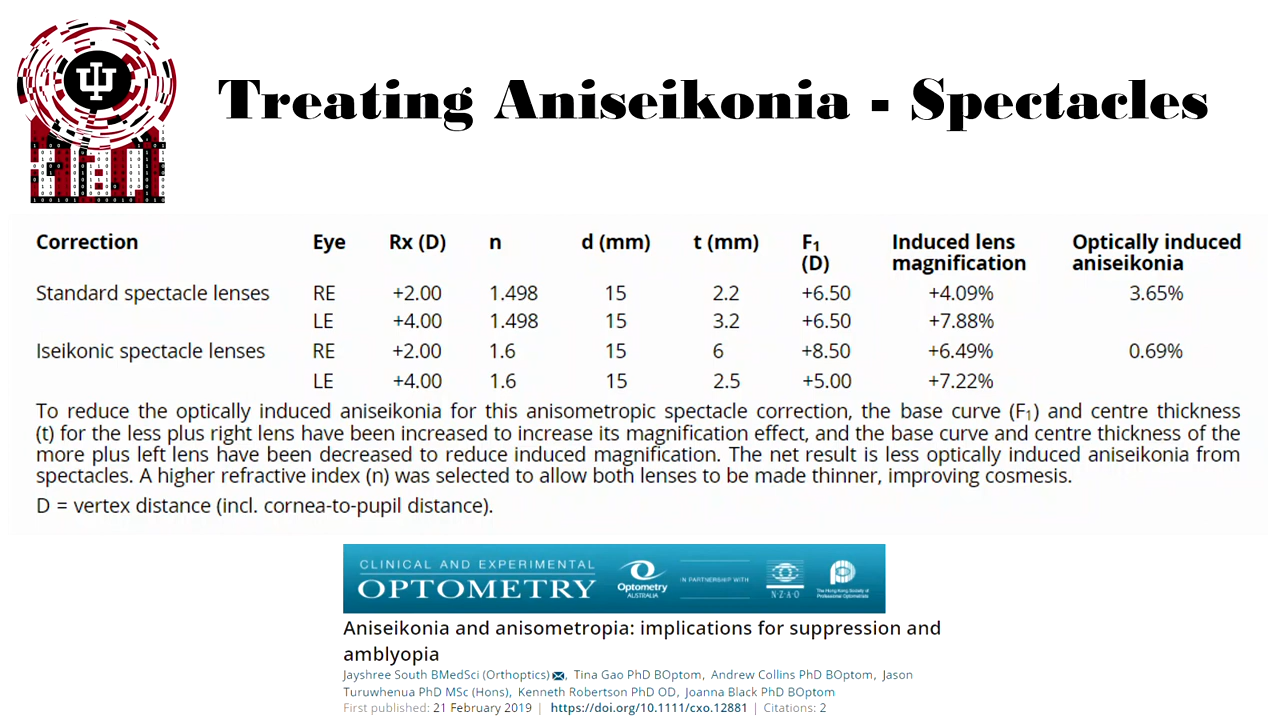 Treating Aniseikonia - Spectacles
Correction Eye Rx (D) n d (mm) t (mm) F₁ (D) Induced lens magnification Optically induced aniseikonia
Standard spectacle lenses RE +2.00 1.498 15 2.2 +6.50 +4.09% 3.65%
LE +4.00 1.498 15 3.2 +6.50 +7.88%
Iseikonic spectacle lenses RE +2.00 1.6 15 6 +8.50 +6.49% 0.69%
LE +4.00 1.6 15 2.5 +5.00 +7.22%
To reduce the optically induced aniseikonia for this anisometropic spectacle correction, the base curve (F₁) and centre thickness
(t) for the less plus right lens have been increased to increase its magnification effect, and the base curve and centre thickness of the
more plus left lens have been decreased to reduce induced magnification. The net result is less optically induced aniseikonia from
spectacles. A higher refractive index (n) was selected to allow both lenses to be made thinner, improving cosmesis.
D = vertex distance (incl. cornea-to-pupil distance).
CLINICAL AND EXPERIMENTAL
OPTOMETRY
Optometry
AUSTRALIA
IN PARTNERSHIP WITH
N·Z·A·O
The Hong Kong Society of
Professional Optometrists
Aniseikonia and anisometropia: implications for suppression and
amblyopia
Jayshree South BMedSci (Orthoptics), Tina Gao PhD BOptom, Andrew Collins PhD BOptom, Jason
Turuwhenua PhD MSc (Hons), Kenneth Robertson PhD OD, Joanna Black PhD BOptom
First published: 21 February 2019 | https://doi.org/10.1111/cxo.12881 | Citations: 2